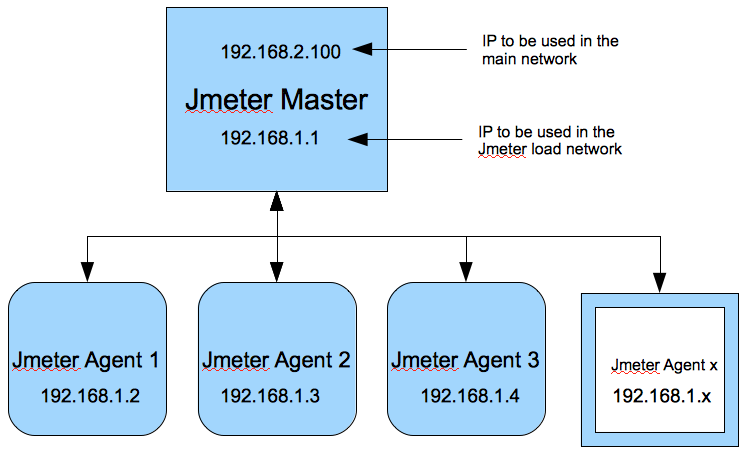 192.168.2.100
IP to be used in the
main network
Jmeter Master
192.168.1.1
IP to be used in the
Jmeter load network
Jmeter Agent 1
192.168.1.2
Jmeter Agent 2
192.168.1.3
Jmeter Agent 3
192.168.1.4
Jmeter Agent x
192.168.1.x